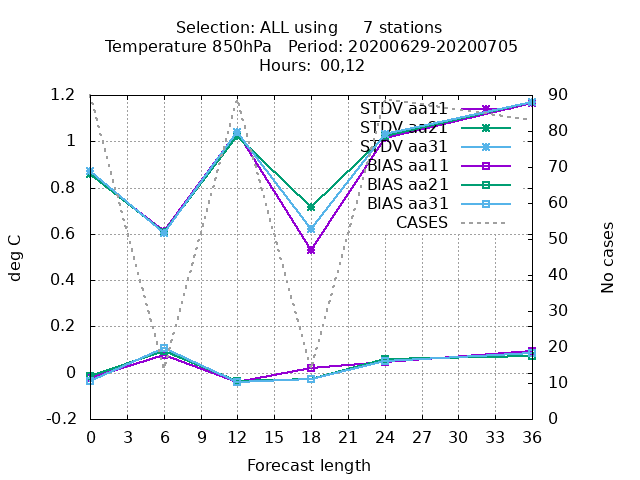 Selection: ALL using 7 stations
Temperature 850hPa Period: 20200629-20200705
Hours: 00,12
1.2
1
0.8
0.6
0.4
0.2
0
-0.2
deg C
STDV aa11
STDV aa21
STDV aa31
BIAS aa11
BIAS aa21
BIAS aa31
CASES
90
80
70
60
50
40
30
20
10
0
No cases
0 3 6 9 12 15 18 21 24 27 30 33 36
Forecast length